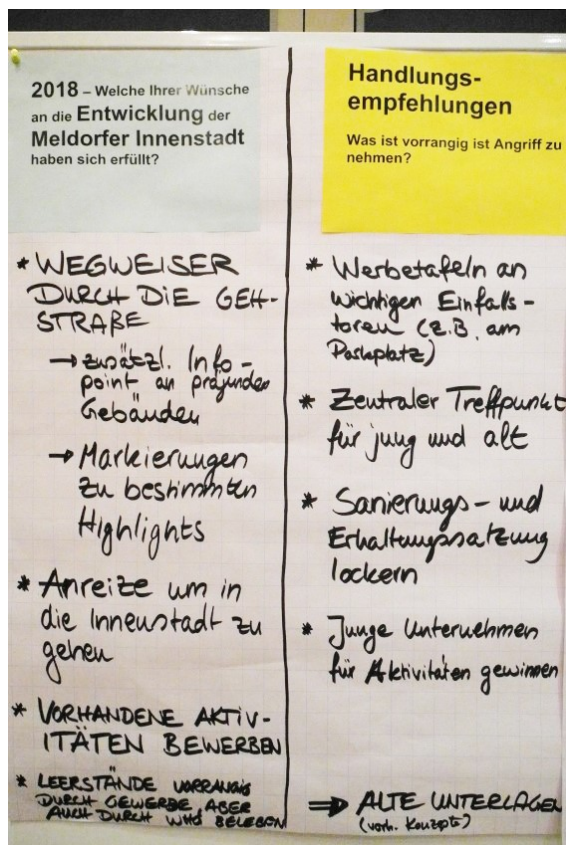 2018 – Welche Ihrer Wünsche
an die Entwicklung der
Meldorfer Innenstadt
haben sich erfüllt?
* WEGWEISER
DURCH DIE GEH-
STRAßE
→ zusätzl. Info-
point an prägenden
Gebäuden
→ Markierungen
zu bestimmten
Highlights
* Anreize um in
die Innenstadt zu
gehen
* VORHANDENE AKTIV-
ITÄTEN BEWERBEN
* LEERSTÄNDE VORRANGIG
DURCH GEWERBE, ABER
AUCH DURCH WHG BELEBEN
Handlungs-
empfehlungen
Was ist vorrangig ist Angriff zu
nehmen?
* Werbetafeln an
wichtigen Einfalls-
toren (z.B. am
Parkplatz)
* Zentraler Treffpunkt
für jung und alt
* Sanierungs- und
Erhaltungssatzung
lockern
* Junge Unternehmen
für Aktivitäten gewinnen
⇒ ALTE UNTERLAGEN
(vorh. Konzepte)